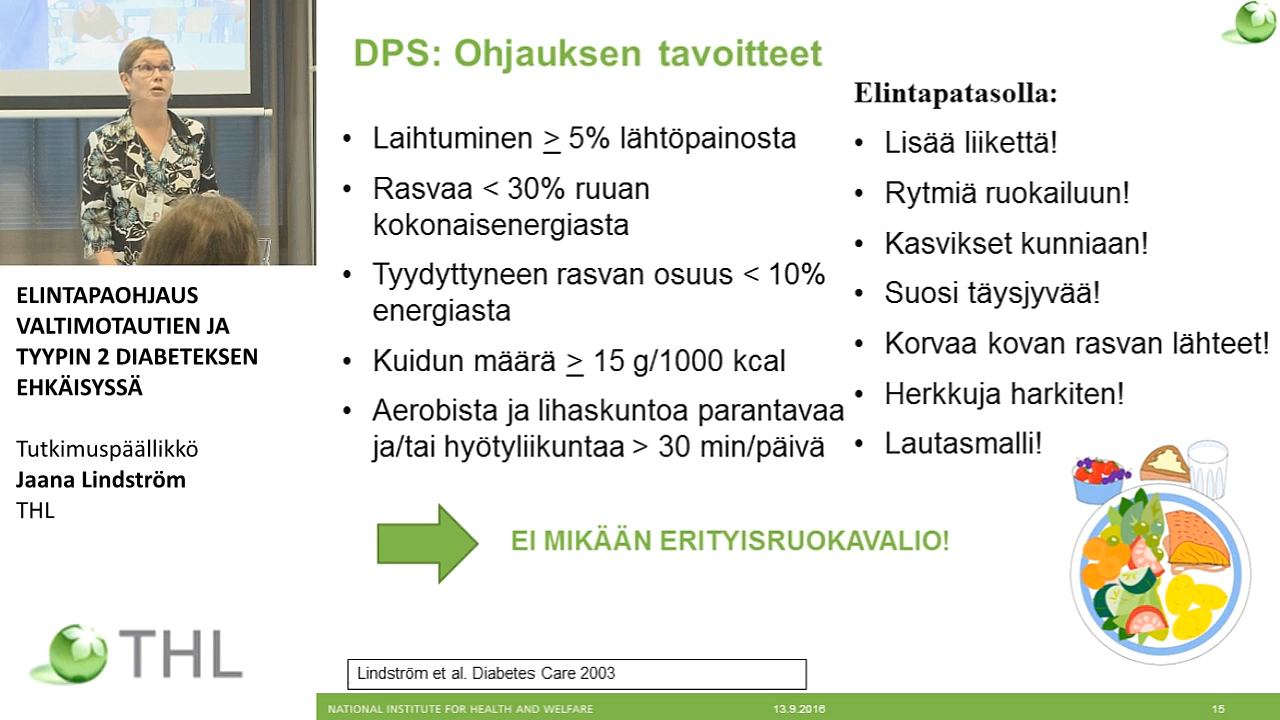 DPS: Ohjauksen tavoitteet
• Laihtuminen ≥ 5% lähtöpainosta
• Rasvaa < 30% ruuan
kokonaisenergiasta
• Tyydyttyneen rasvan osuus < 10%
energiasta
• Kuidun määrä ≥ 15 g/1000 kcal
• Aerobista ja lihaskuntoa parantavaa
ja/tai hyötyliikuntaa > 30 min/päivä
Elintapatasolla:
• Lisää liikettä!
• Rytmiä ruokailuun!
• Kasvikset kunniaan!
• Suosi täysjyvää!
• Korvaa kovan rasvan lähteet!
• Herkkuja harkiten!
• Lautasmalli!
EI MIKÄÄN ERITYISRUOKAVALIO!
Lindström et al. Diabetes Care 2003
NATIONAL INSTITUTE FOR HEALTH AND WELFARE
13.9.2016
15
ELINTAPAOHJAUS
VALTIMOTAUTIEN JA
TYYPIN 2 DIABETEKSEN
EHKÄISYSSÄ
Tutkimuspäällikkö
Jaana Lindström
THL
THL